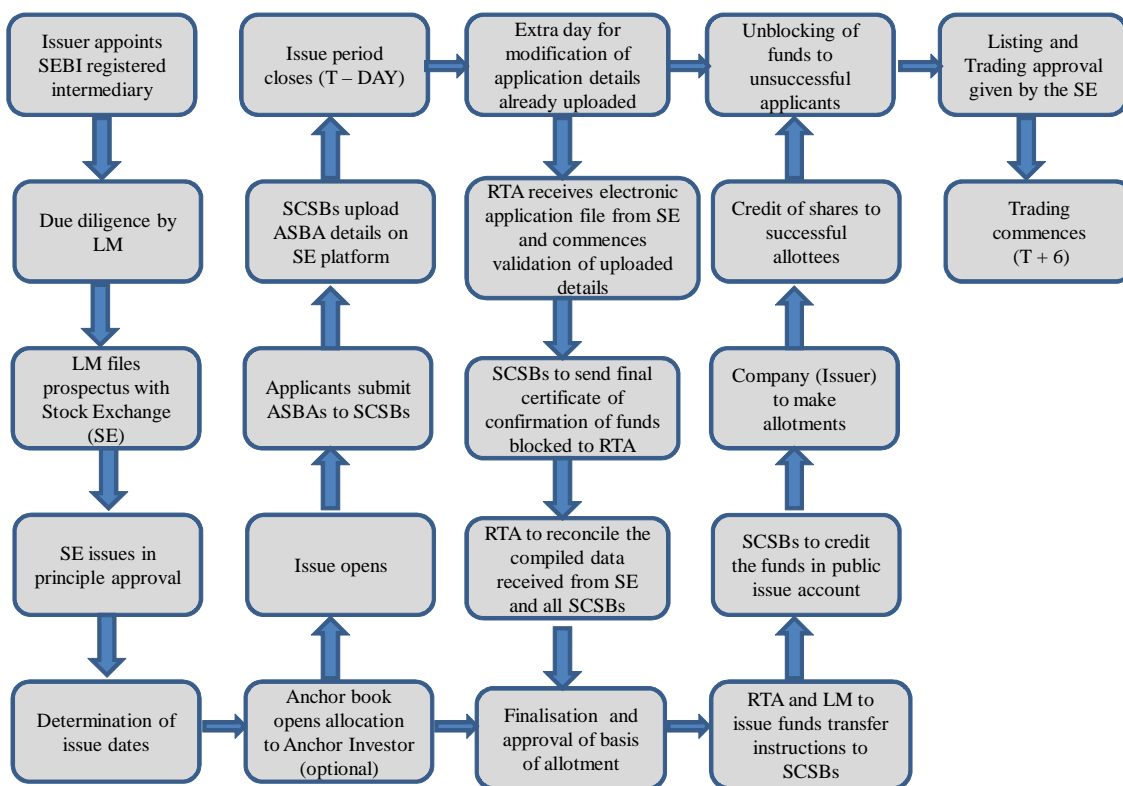 Issuer appoints
SEBI registered
intermediary
Due diligence by
LM
LM files
prospectus with
Stock Exchange
(SE)
SE issues in
principle approval
Determination of
issue dates
Anchor book
opens allocation
to Anchor Investor
(optional)
Issue opens
Applicants submit
ASBAs to SCSBs
SCSBs upload
ASBA details on
SE platform
Issue period
closes (T – DAY)
Extra day for
modification of
application details
already uploaded
RTA receives electronic
application file from SE
and commences
validation of uploaded
details
SCSBs to send final
certificate of
confirmation of funds
blocked to RTA
RTA to reconcile the
compiled data
received from SE
and all SCSBs
Finalisation and
approval of basis
of allotment
RTA and LM to
issue funds transfer
instructions to
SCSBs
SCSBs to credit
the funds in public
issue account
Company (Issuer)
to make
allotments
Credit of shares to
successful
allottees
Unblocking of
funds to
unsuccessful
applicants
Listing and
Trading approval
given by the SE
Trading
commences
(T + 6)